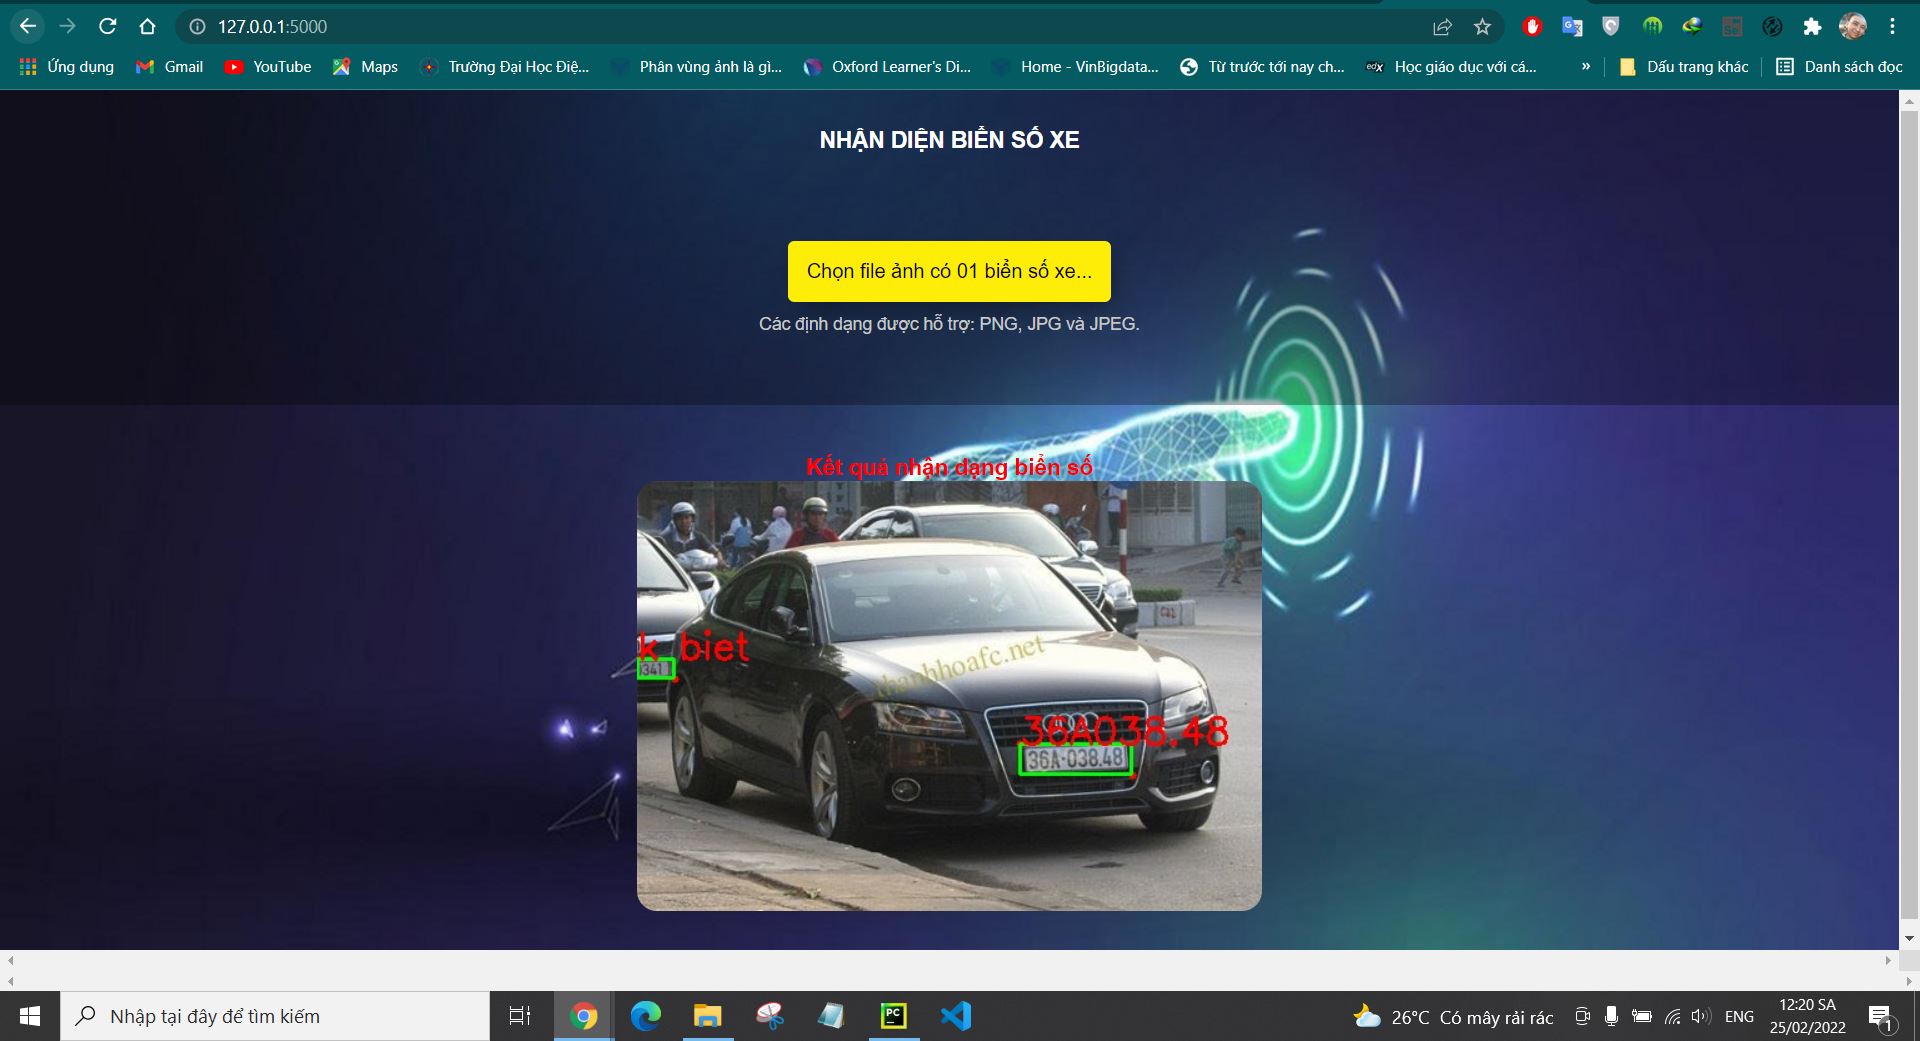 127.0.0.1:5000
Ứng dụng
Gmail
YouTube
Maps
Trường Đại Học Điệ...
Phân vùng ảnh là gì...
Oxford Learner's Di...
Home - VinBigdata...
Từ trước tới nay ch...
edX
Học giáo dục với cá...
»
Dấu trang khác
Danh sách đọc
NHẬN DIỆN BIỂN SỐ XE
Chọn file ảnh có 01 biển số xe...
Các định dạng được hỗ trợ: PNG, JPG và JPEG.
Kết quả nhận dạng biển số
k biet
thanhhoafc.net
36A038.48
36A-038.48
Nhập tại đây để tìm kiếm
PC
26°C Có mây rải rác
ENG
12:20 SA
25/02/2022
1